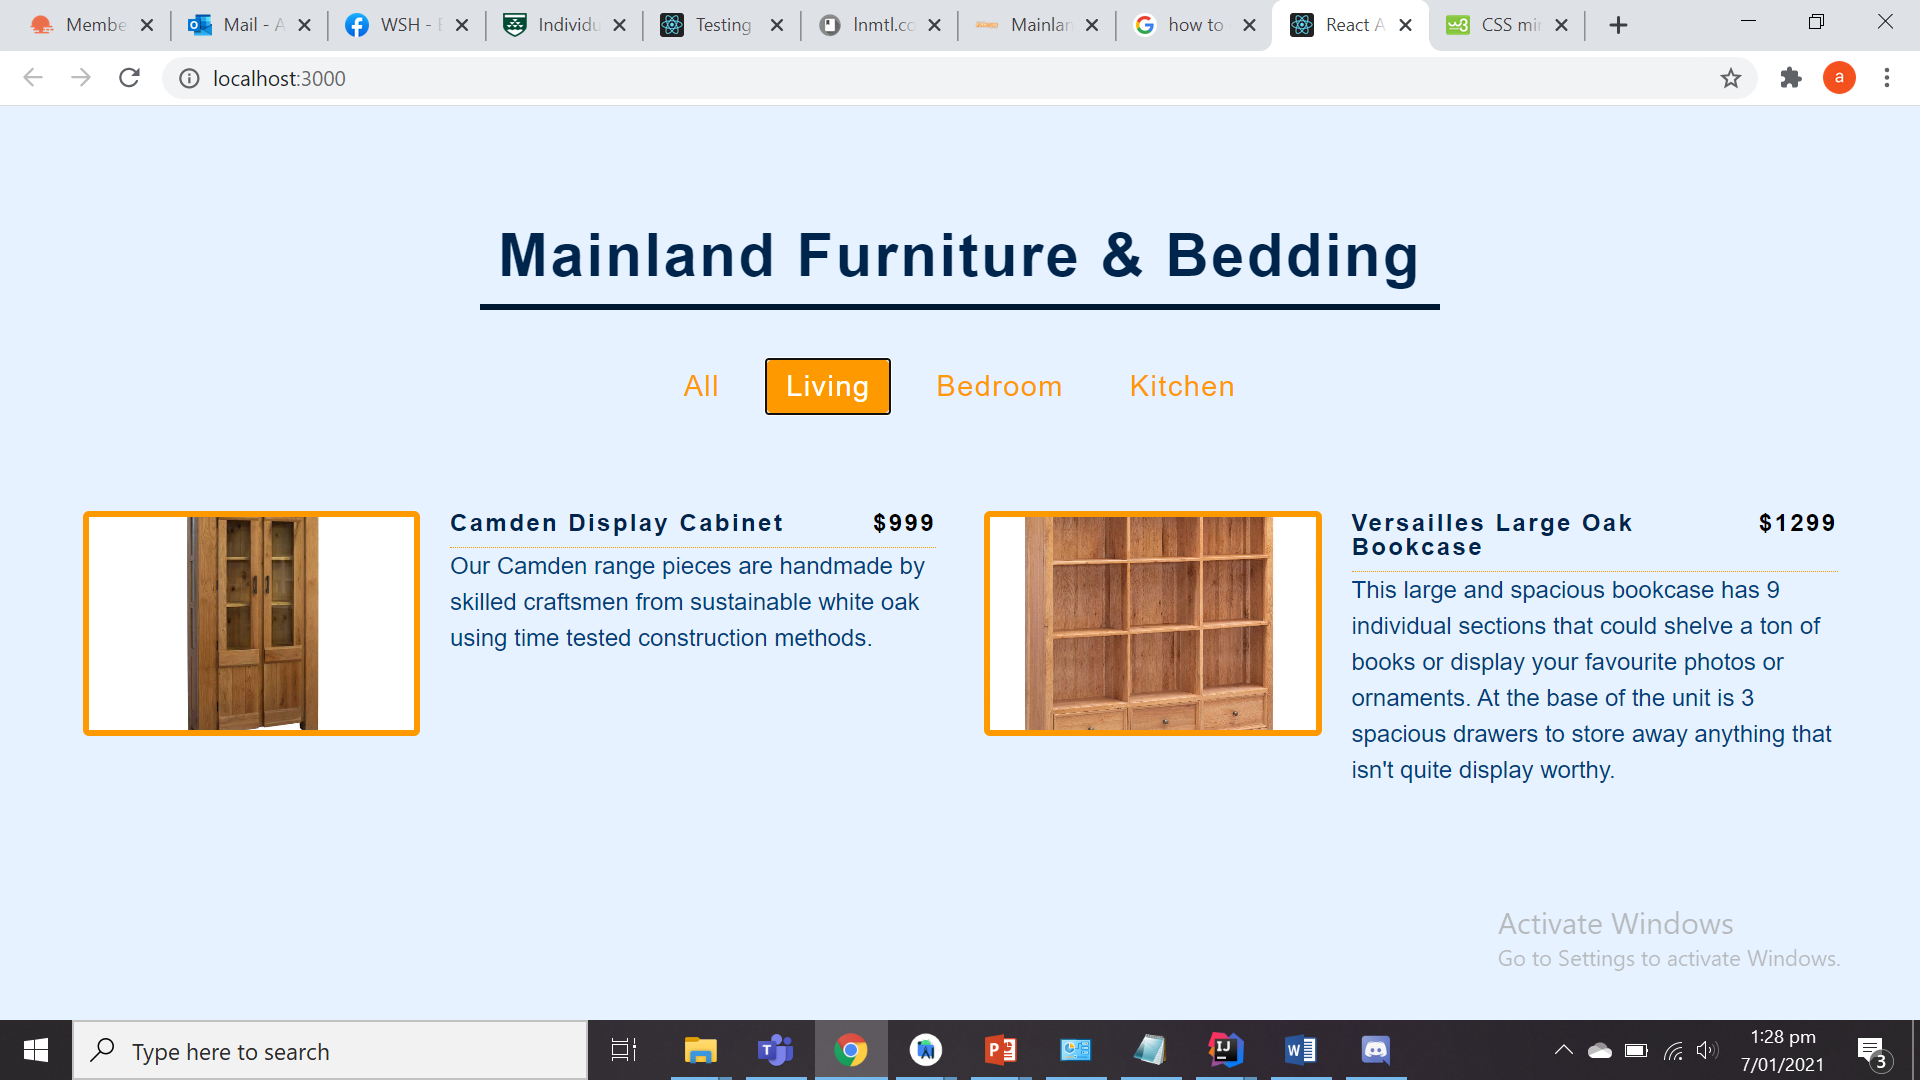 Membe
Mail - A
WSH - E
Individu
Testing
lnmtl.co
Mainlan
how to
React A
CSS min
localhost:3000
a
Mainland Furniture & Bedding
All
Living
Bedroom
Kitchen
Camden Display Cabinet
$999
Our Camden range pieces are handmade by
skilled craftsmen from sustainable white oak
using time tested construction methods.
Versailles Large Oak
Bookcase
$1299
This large and spacious bookcase has 9
individual sections that could shelve a ton of
books or display your favourite photos or
ornaments. At the base of the unit is 3
spacious drawers to store away anything that
isn't quite display worthy.
Activate Windows
Go to Settings to activate Windows.
Type here to search
1:28 pm
7/01/2021
3